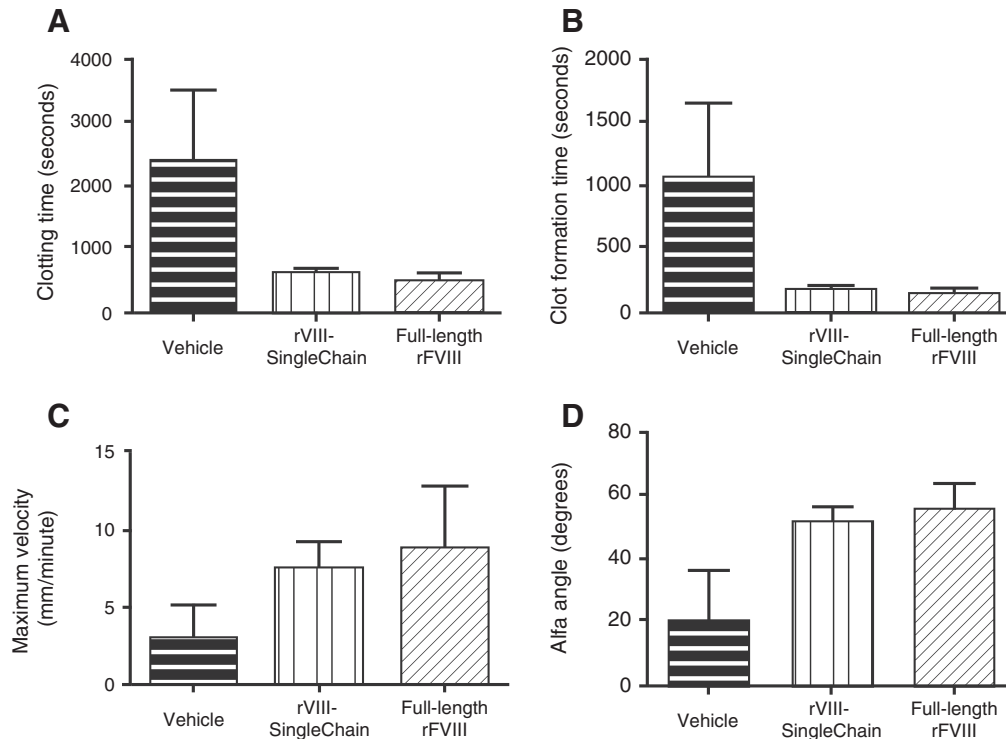 A
Clotting time (seconds)
4000
3000
2000
1000
0
Vehicle
rVIII-
SingleChain
Full-length
rFVIII
B
Clot formation time (seconds)
2000
1500
1000
500
0
Vehicle
rVIII-
SingleChain
Full-length
rFVIII
C
Maximum velocity
(mm/minute)
15
10
5
0
Vehicle
rVIII-
SingleChain
Full-length
rFVIII
D
Alfa angle (degrees)
80
60
40
20
0
Vehicle
rVIII-
SingleChain
Full-length
rFVIII